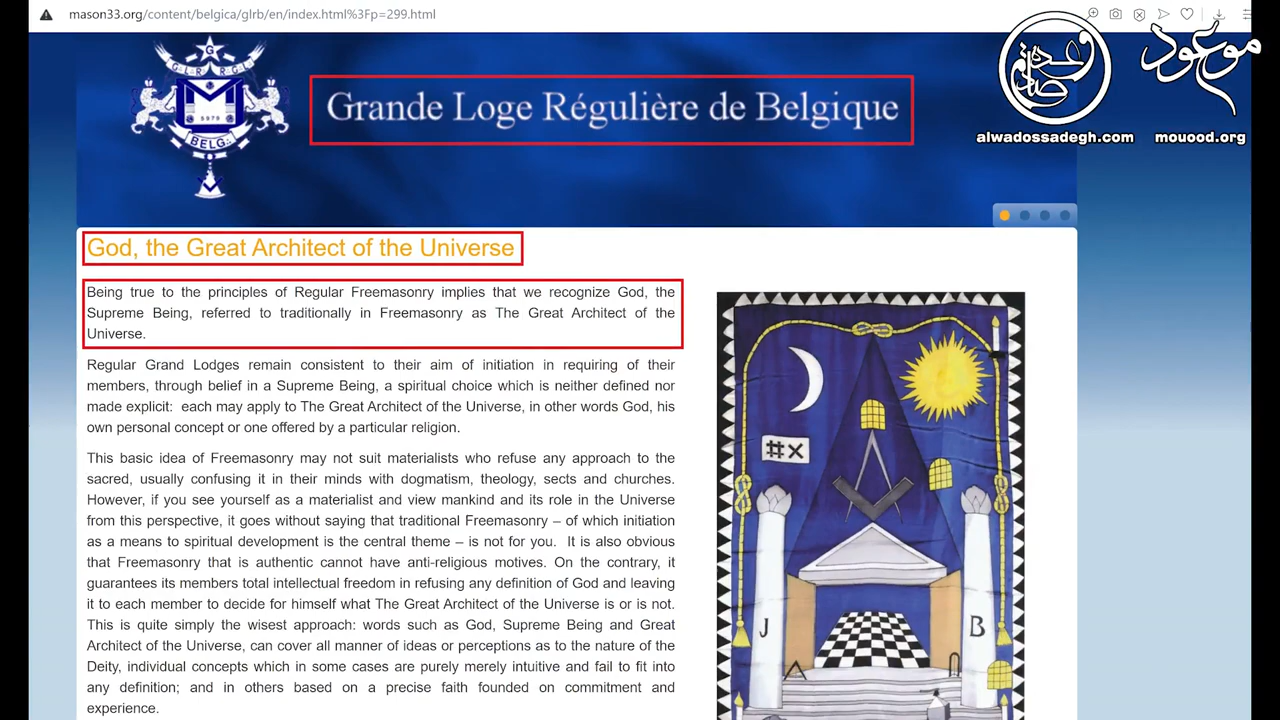 mason33.org/content/belgica/glrb/en/index.html%3Fp=299.html
وعده صادق
موعود
alwadossadegh.com
mouood.org
G
G L R B R G L B
5979
BELG.
Grande Loge Régulière de Belgique
God, the Great Architect of the Universe
Being true to the principles of Regular Freemasonry implies that we recognize God, the
Supreme Being, referred to traditionally in Freemasonry as The Great Architect of the
Universe.
Regular Grand Lodges remain consistent to their aim of initiation in requiring of their
members, through belief in a Supreme Being, a spiritual choice which is neither defined nor
made explicit:  each may apply to The Great Architect of the Universe, in other words God, his
own personal concept or one offered by a particular religion.
This basic idea of Freemasonry may not suit materialists who refuse any approach to the
sacred, usually confusing it in their minds with dogmatism, theology, sects and churches.
However, if you see yourself as a materialist and view mankind and its role in the Universe
from this perspective, it goes without saying that traditional Freemasonry – of which initiation
as a means to spiritual development is the central theme – is not for you.  It is also obvious
that Freemasonry that is authentic cannot have anti-religious motives. On the contrary, it
guarantees its members total intellectual freedom in refusing any definition of God and leaving
it to each member to decide for himself what The Great Architect of the Universe is or is not.
This is quite simply the wisest approach: words such as God, Supreme Being and Great
Architect of the Universe, can cover all manner of ideas or perceptions as to the nature of the
Deity, individual concepts which in some cases are purely merely intuitive and fail to fit into
any definition; and in others based on a precise faith founded on commitment and
experience.
J
B